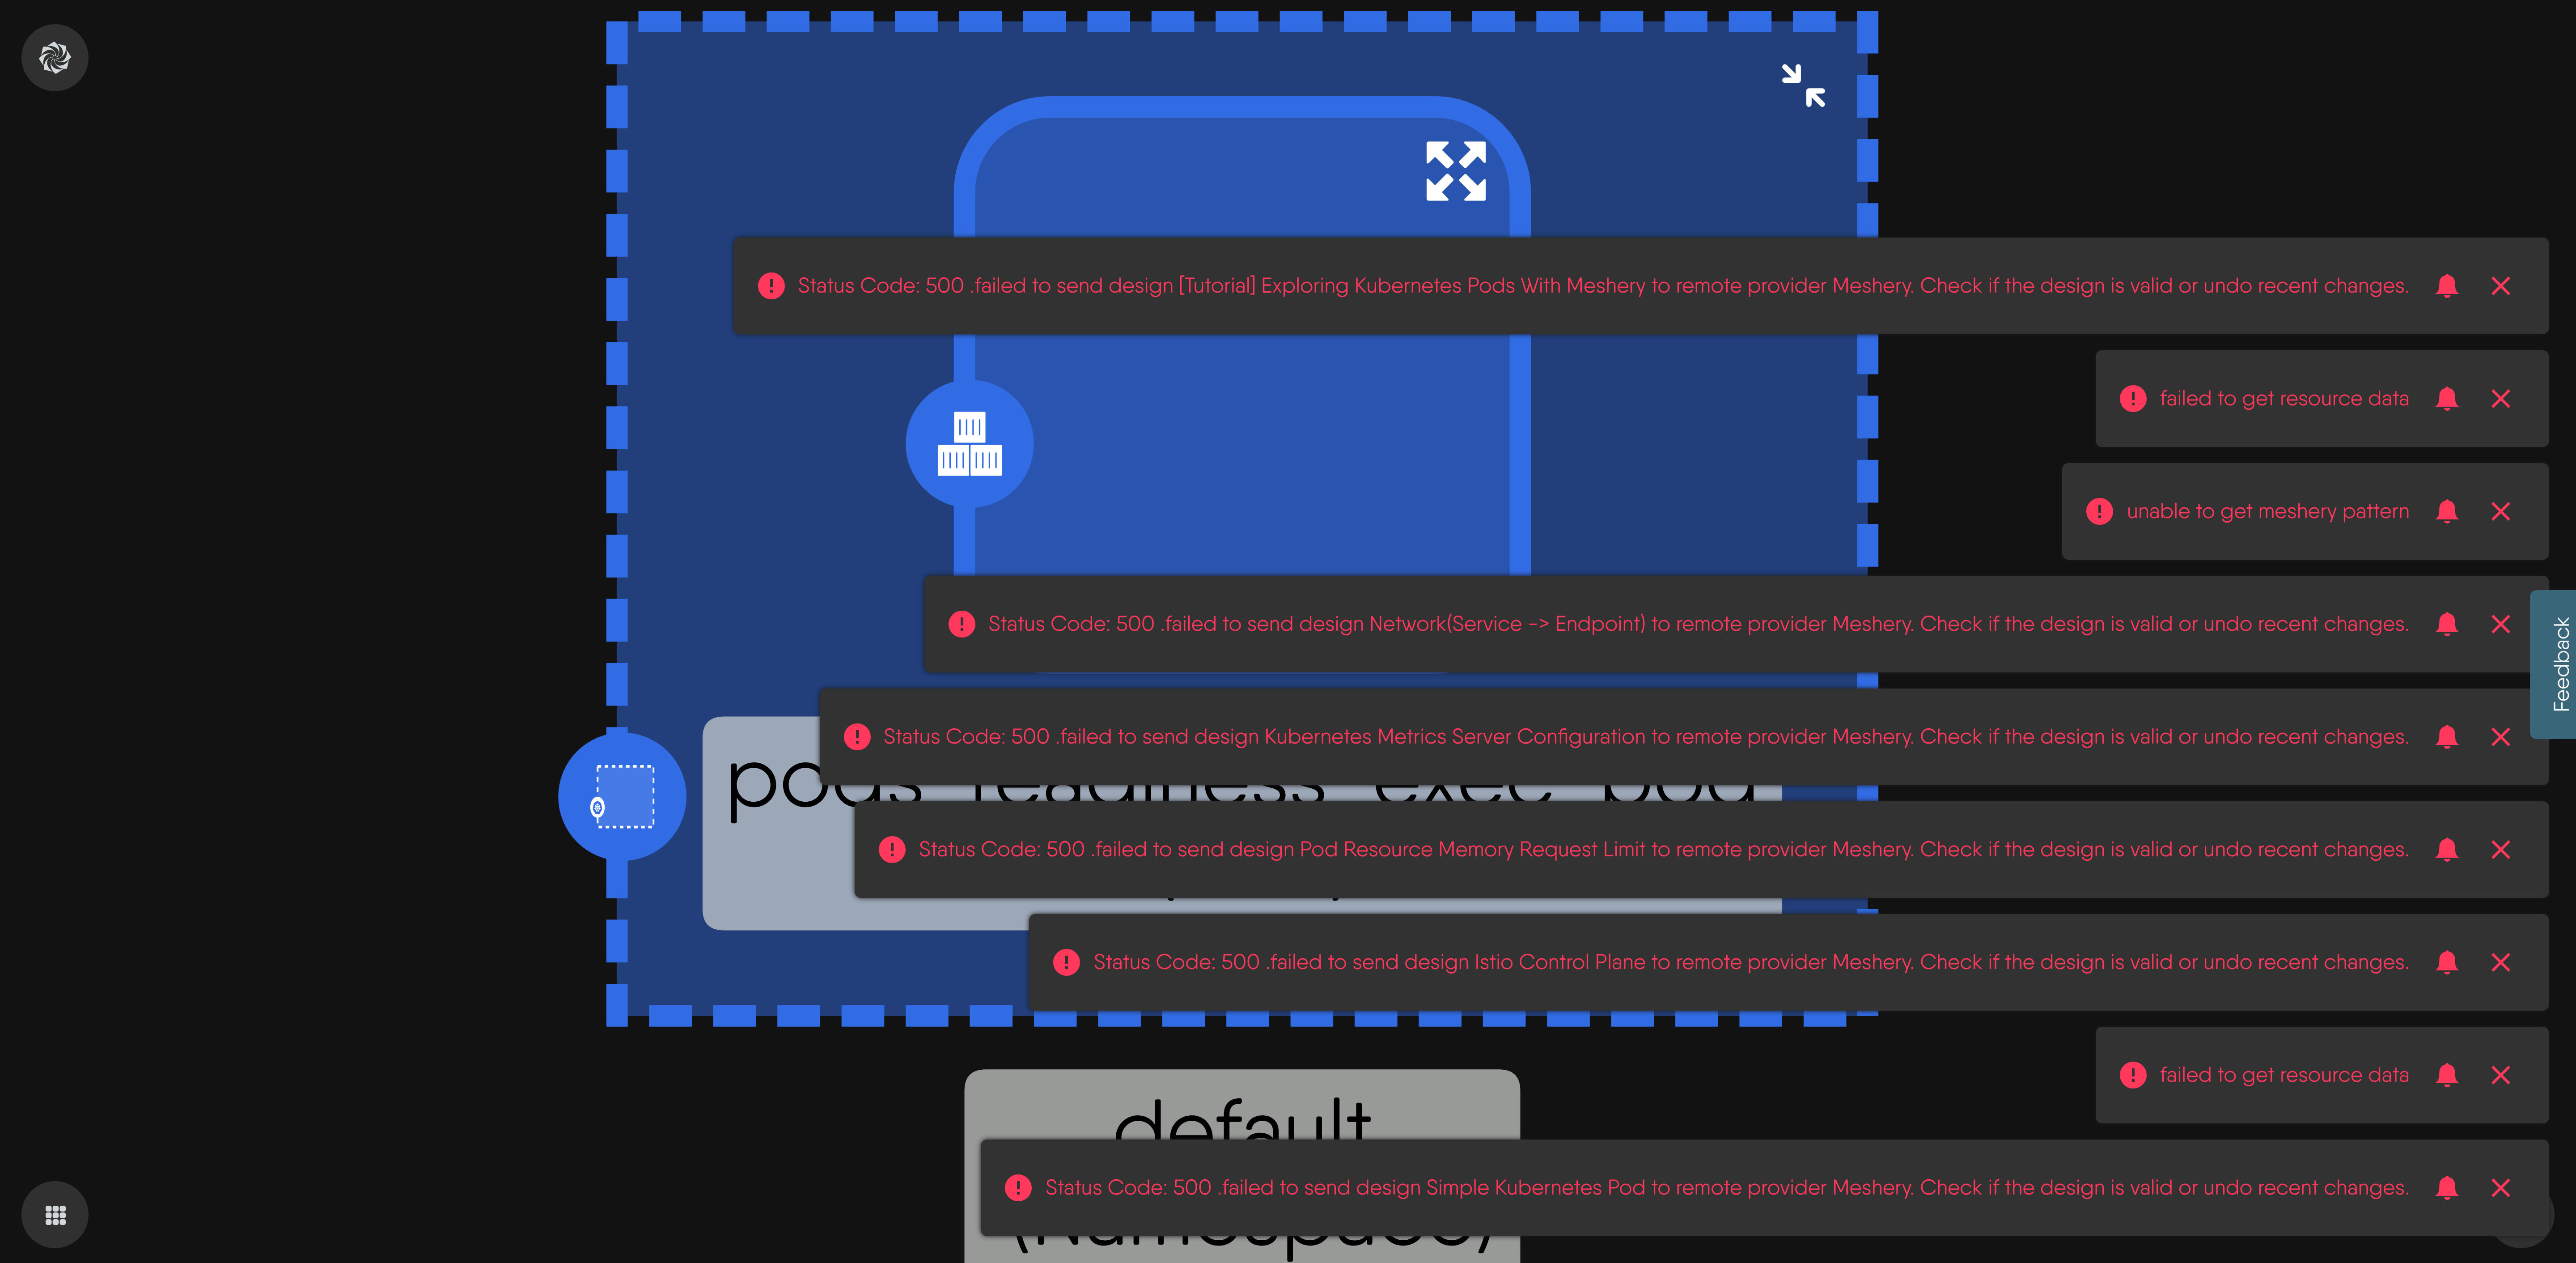 Status Code: 500 .failed to send design [Tutorial] Exploring Kubernetes Pods With Meshery to remote provider Meshery. Check if the design is valid or undo recent changes.
failed to get resource data
unable to get meshery pattern
Status Code: 500 .failed to send design Network(Service -> Endpoint) to remote provider Meshery. Check if the design is valid or undo recent changes.
Feedback
Status Code: 500 .failed to send design Kubernetes Metrics Server Configuration to remote provider Meshery. Check if the design is valid or undo recent changes.
pods readiness exec pod
Status Code: 500 .failed to send design Pod Resource Memory Request Limit to remote provider Meshery. Check if the design is valid or undo recent changes.
Status Code: 500 .failed to send design Istio Control Plane to remote provider Meshery. Check if the design is valid or undo recent changes.
failed to get resource data
default
Status Code: 500 .failed to send design Simple Kubernetes Pod to remote provider Meshery. Check if the design is valid or undo recent changes.
(Namespace)